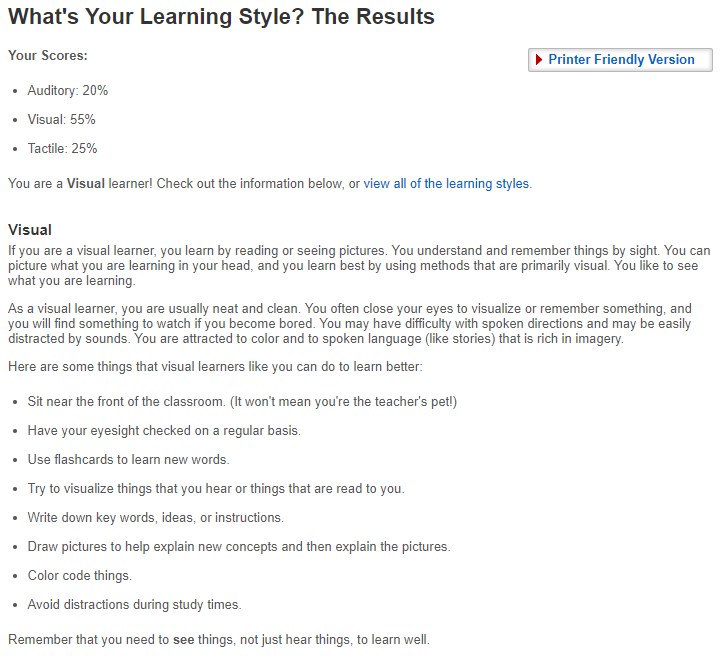 What's Your Learning Style? The Results
Your Scores:
Printer Friendly Version
• Auditory: 20%
• Visual: 55%
• Tactile: 25%
You are a Visual learner! Check out the information below, or view all of the learning styles.
Visual
If you are a visual learner, you learn by reading or seeing pictures. You understand and remember things by sight. You can
picture what you are learning in your head, and you learn best by using methods that are primarily visual. You like to see
what you are learning.
As a visual learner, you are usually neat and clean. You often close your eyes to visualize or remember something, and
you will find something to watch if you become bored. You may have difficulty with spoken directions and may be easily
distracted by sounds. You are attracted to color and to spoken language (like stories) that is rich in imagery.
Here are some things that visual learners like you can do to learn better:
• Sit near the front of the classroom. (It won't mean you're the teacher's pet!)
• Have your eyesight checked on a regular basis.
• Use flashcards to learn new words.
• Try to visualize things that you hear or things that are read to you.
• Write down key words, ideas, or instructions.
• Draw pictures to help explain new concepts and then explain the pictures.
• Color code things.
• Avoid distractions during study times.
Remember that you need to see things, not just hear things, to learn well.